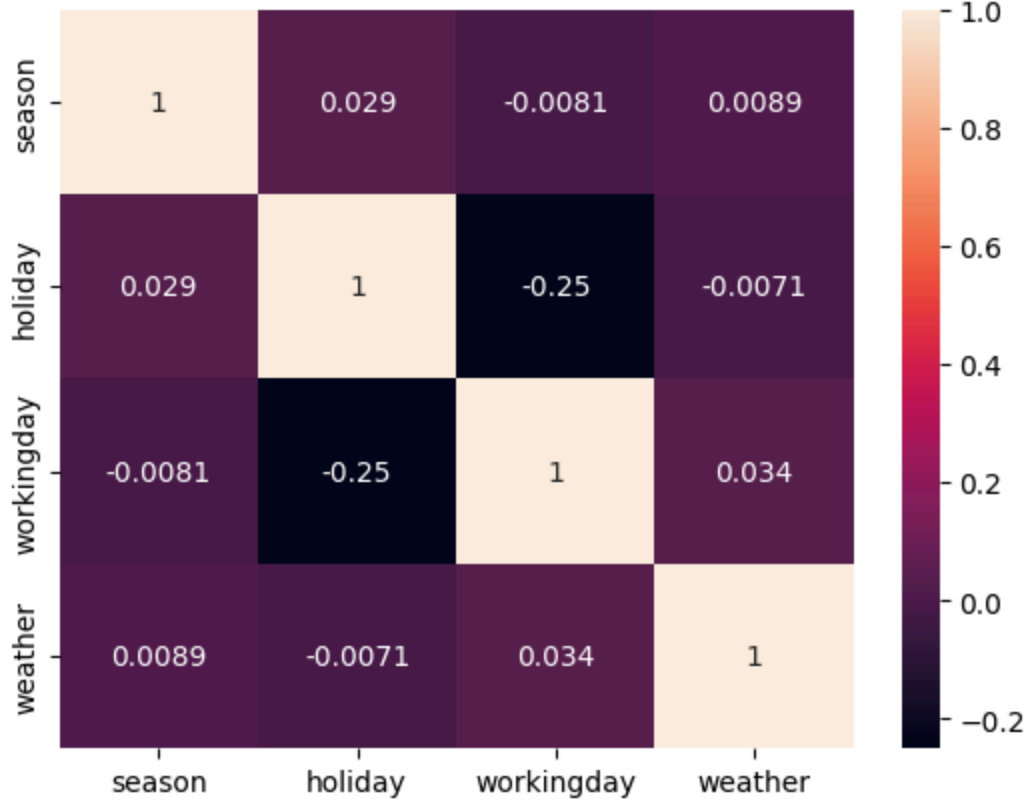 season 1 0.029 -0.0081 0.0089
holiday 0.029 1 -0.25 -0.0071
workingday -0.0081 -0.25 1 0.034
weather 0.0089 -0.0071 0.034 1
season holiday workingday weather
1.0
0.8
0.6
0.4
0.2
0.0
−0.2